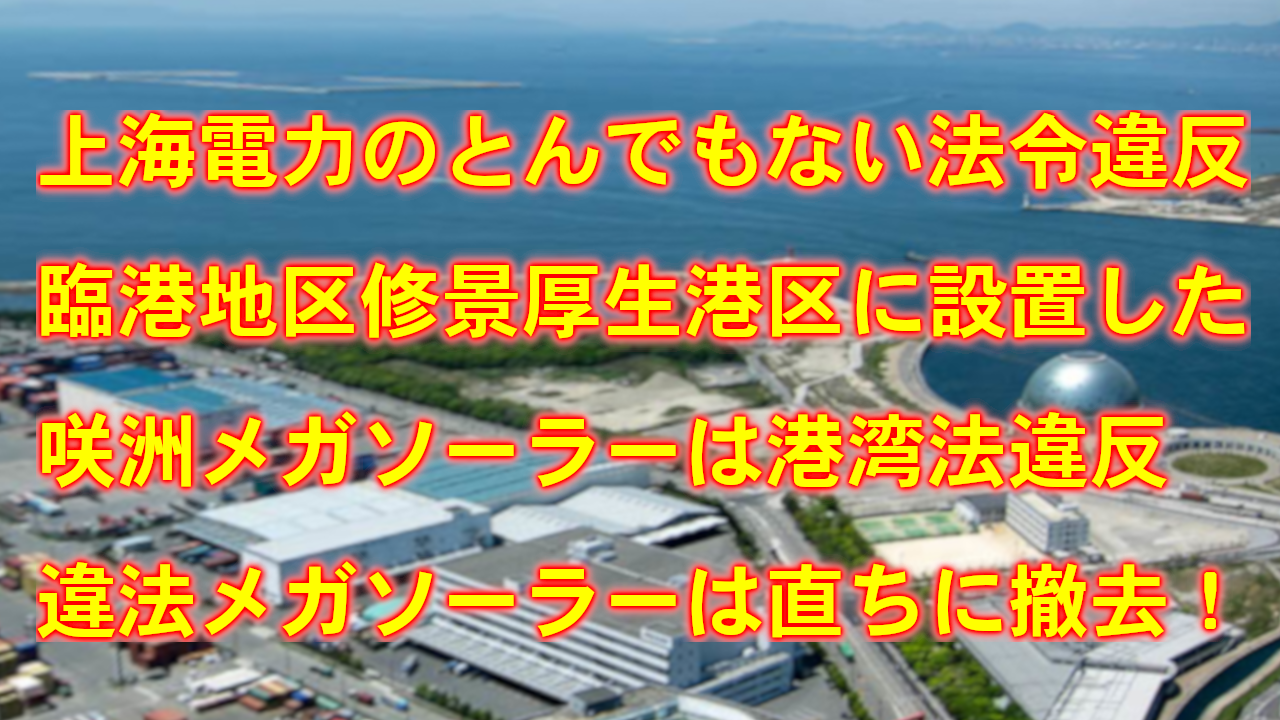 上海電力のとんでもない法令違反
臨港地区修景厚生港区に設置した
咲洲メガソーラーは港湾法違反
違法メガソーラーは直ちに撤去！